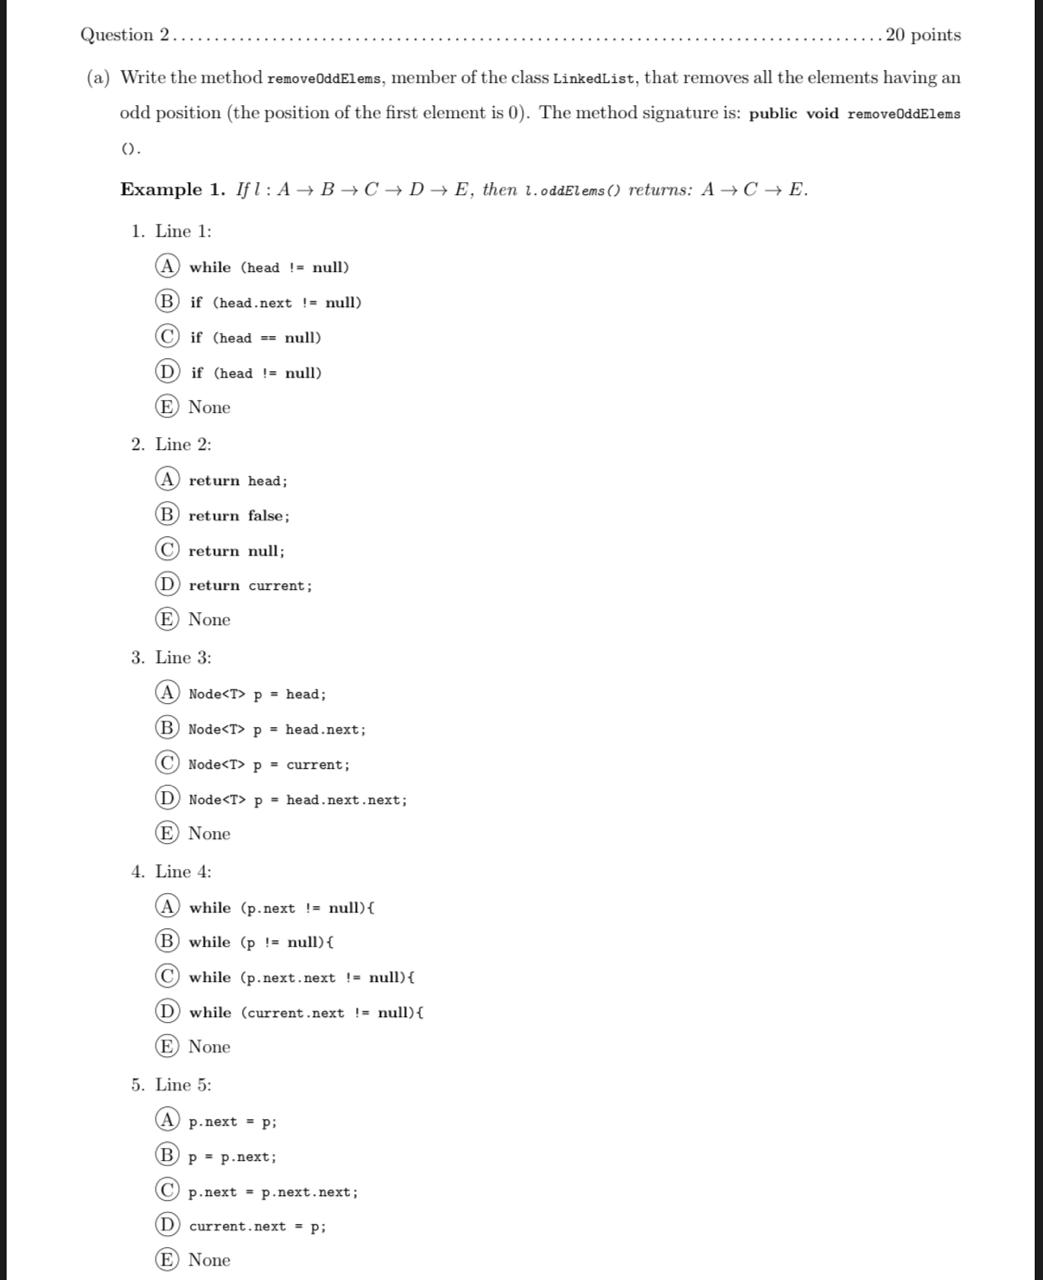 Question 2 ........................................................................................ 20 points
(a) Write the method removeOddElems, member of the class LinkedList, that removes all the elements having an
odd position (the position of the first element is 0). The method signature is: public void removeOddElems
().
Example 1. If l : A → B → C → D → E, then l.oddElems() returns: A → C → E.
1. Line 1:
A while (head != null)
B if (head.next != null)
C if (head == null)
D if (head != null)
E None
2. Line 2:
A return head;
B return false;
C return null;
D return current;
E None
3. Line 3:
A Node<T> p = head;
B Node<T> p = head.next;
C Node<T> p = current;
D Node<T> p = head.next.next;
E None
4. Line 4:
A while (p.next != null){
B while (p != null){
C while (p.next.next != null){
D while (current.next != null){
E None
5. Line 5:
A p.next = p;
B p = p.next;
C p.next = p.next.next;
D current.next = p;
E None